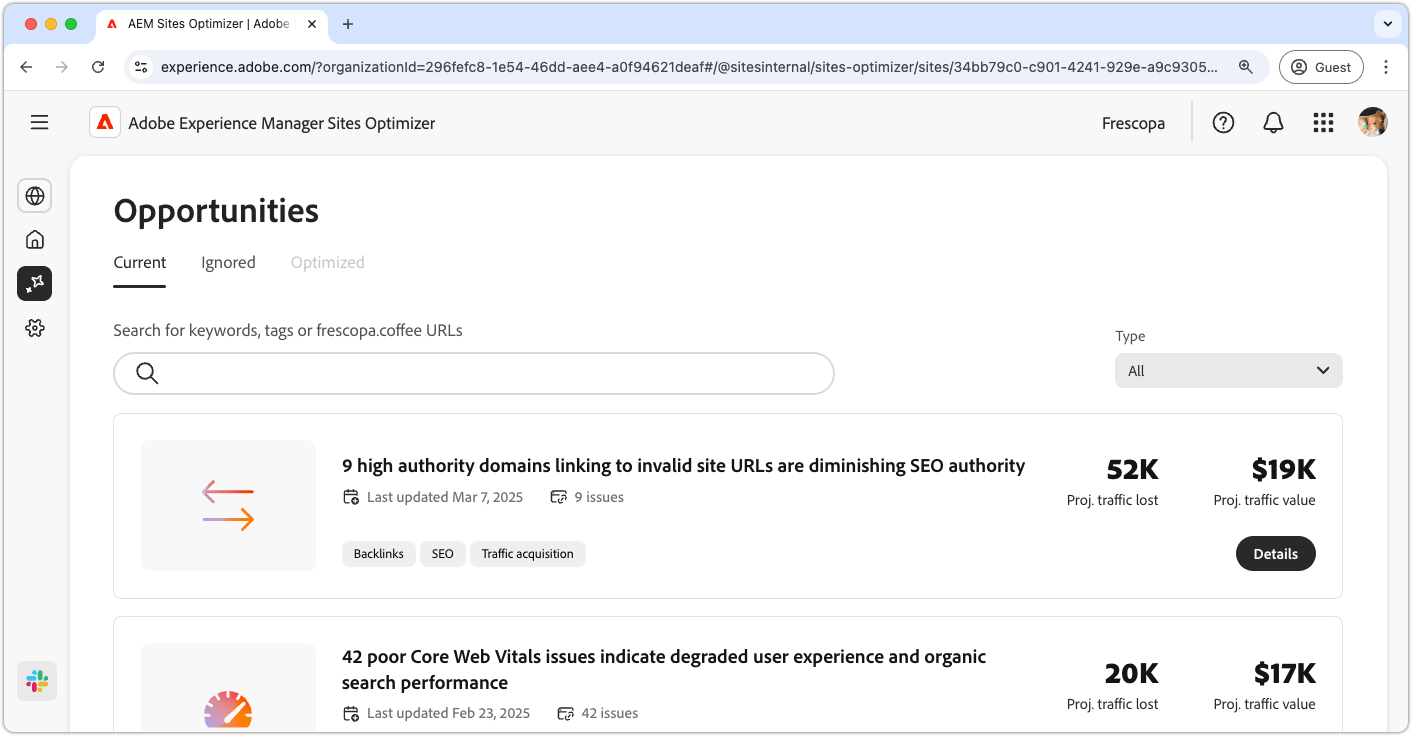 AEM Sites Optimizer | Adobe
experience.adobe.com/?organizationId=296fefc8-1e54-46dd-aee4-a0f94621deaf#/@sitesinternal/sites-optimizer/sites/34bb79c0-c901-4241-929e-a9c9305...
Guest
Adobe Experience Manager Sites Optimizer
Frescopa
Opportunities
Current
Ignored
Optimized
Search for keywords, tags or frescopa.coffee URLs
Type
All
9 high authority domains linking to invalid site URLs are diminishing SEO authority
Last updated Mar 7, 2025
9 issues
Backlinks
SEO
Traffic acquisition
52K
Proj. traffic lost
$19K
Proj. traffic value
Details
42 poor Core Web Vitals issues indicate degraded user experience and organic
search performance
Last updated Feb 23, 2025
42 issues
20K
Proj. traffic lost
$17K
Proj. traffic value